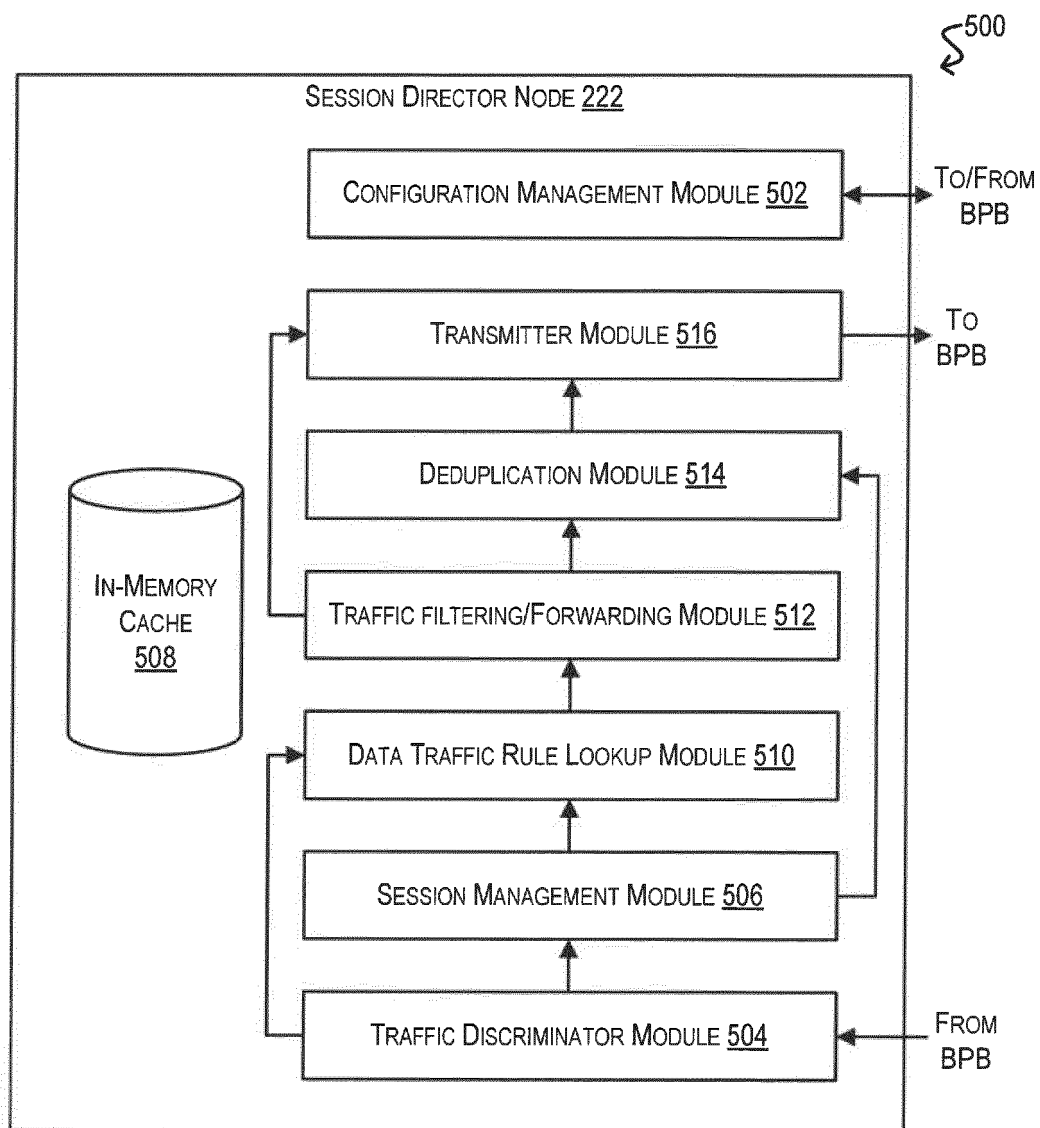 500
SESSION DIRECTOR NODE 222
CONFIGURATION MANAGEMENT MODULE 502
TO/FROM
BPB
TRANSMITTER MODULE 516
TO
BPB
DEDUPLICATION MODULE 514
IN-MEMORY
CACHE
508
TRAFFIC FILTERING/FORWARDING MODULE 512
DATA TRAFFIC RULE LOOKUP MODULE 510
SESSION MANAGEMENT MODULE 506
TRAFFIC DISCRIMINATOR MODULE 504
FROM
BPB